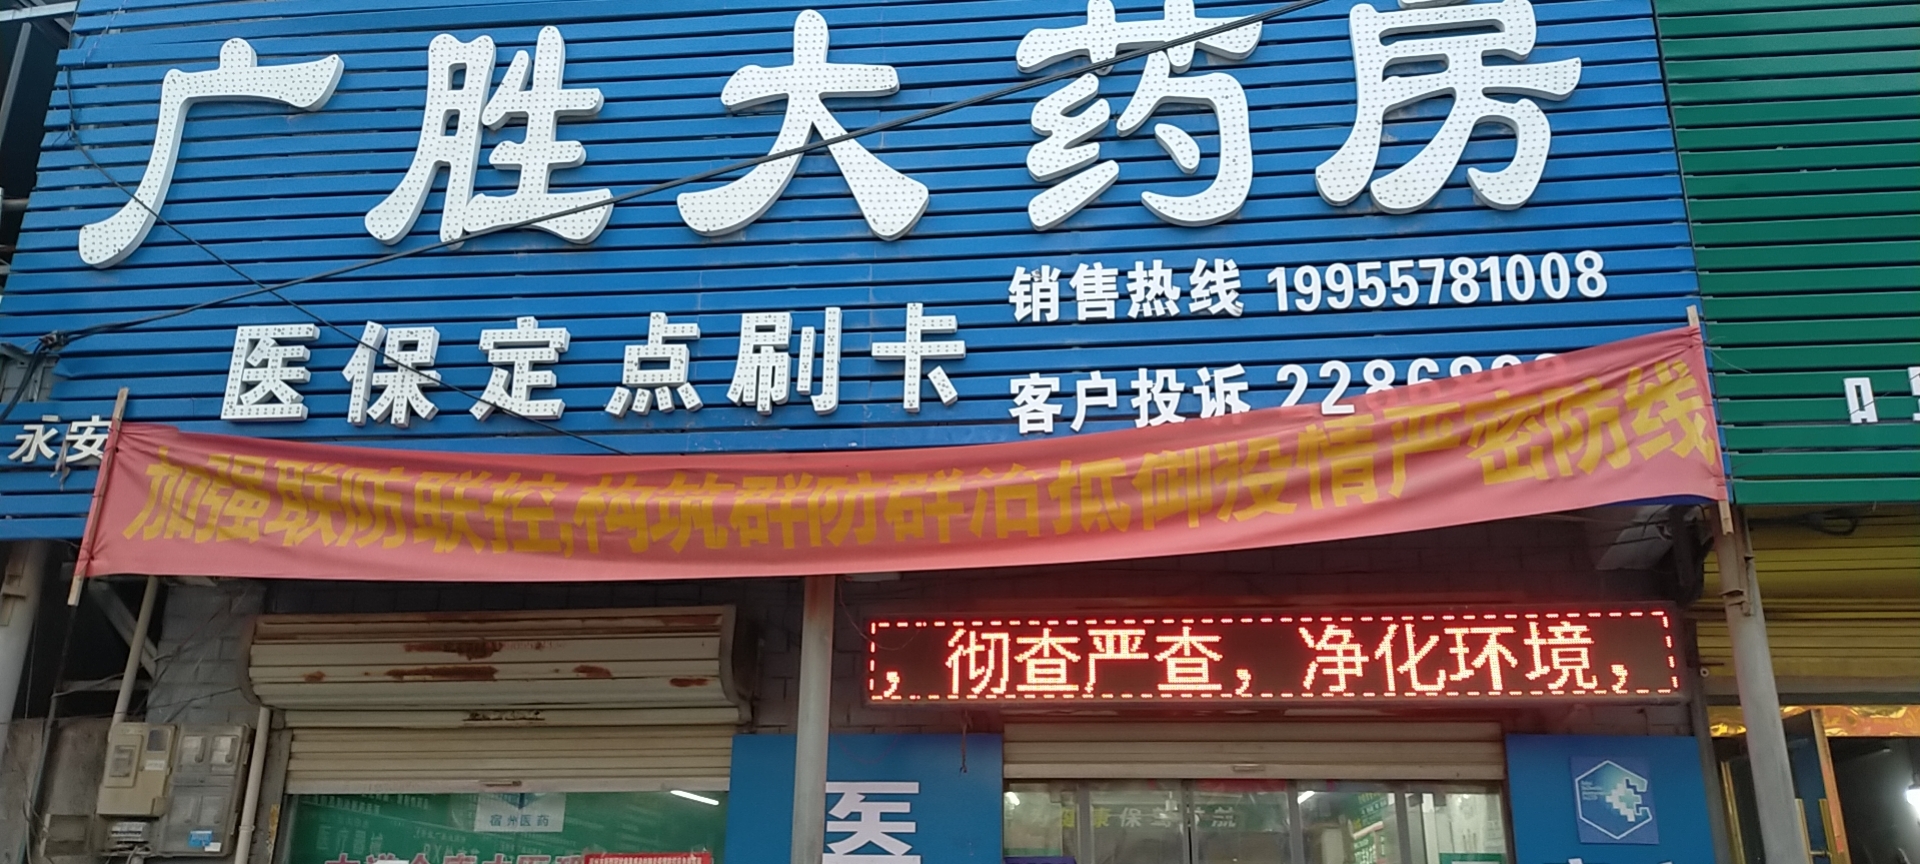 广胜大药房
销售热线 19955781008
医保定点刷卡
客户投诉
永安
加强联防联控,构筑群防群治抵御疫情严密防线
，彻查严查，净化环境，
宿州医药
医